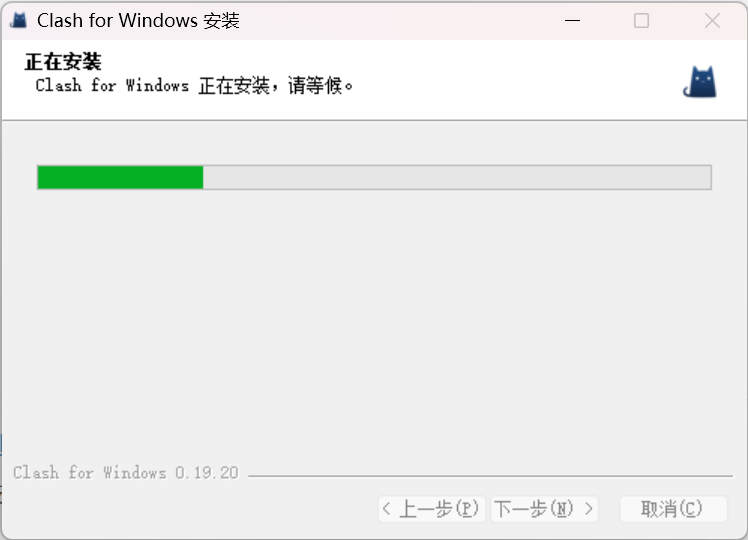 Clash for Windows 安装
正在安装
Clash for Windows 正在安装，请等候。
Clash for Windows 0.19.20
< 上一步(P) 下一步(N) > 取消(C)